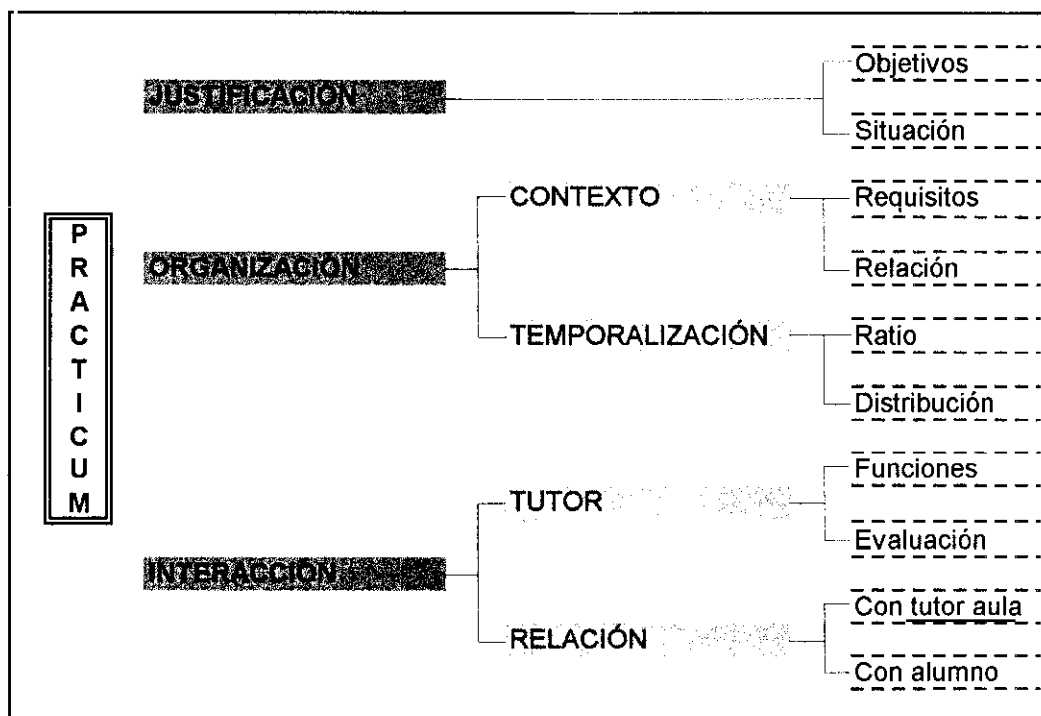 PRACTICUM
JUSTIFICACIÓN
Objetivos
Situación
ORGANIZACIÓN
CONTEXTO
Requisitos
Relación
TEMPORALIZACIÓN
Ratio
Distribución
INTERACCIÓN
TUTOR
Funciones
Evaluación
RELACIÓN
Con tutor aula
Con alumno